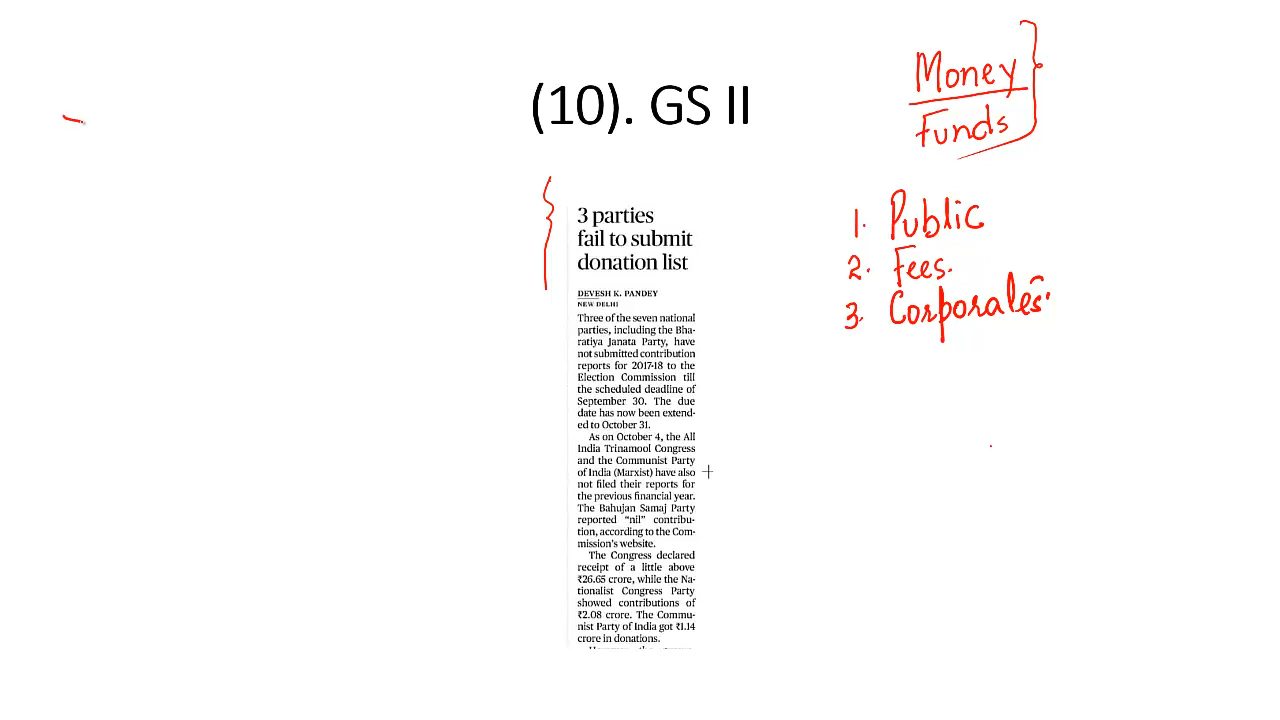 (10). GS II
Money
Funds
3 parties
fail to submit
donation list
DEVESH K. PANDEY
NEW DELHI
Three of the seven national
parties, including the Bha-
ratiya Janata Party, have
not submitted contribution
reports for 2017-18 to the
Election Commission till
the scheduled deadline of
September 30. The due
date has now been extend-
ed to October 31.
As on October 4, the All
India Trinamool Congress
and the Communist Party
of India (Marxist) have also
not filed their reports for
the previous financial year.
The Bahujan Samaj Party
reported “nil” contribu-
tion, according to the Com-
mission’s website.
The Congress declared
receipt of a little above
₹26.65 crore, while the Na-
tionalist Congress Party
showed contributions of
₹2.08 crore. The Commu-
nist Party of India got ₹1.14
crore in donations.
1. Public
2. Fees.
3. Corporates